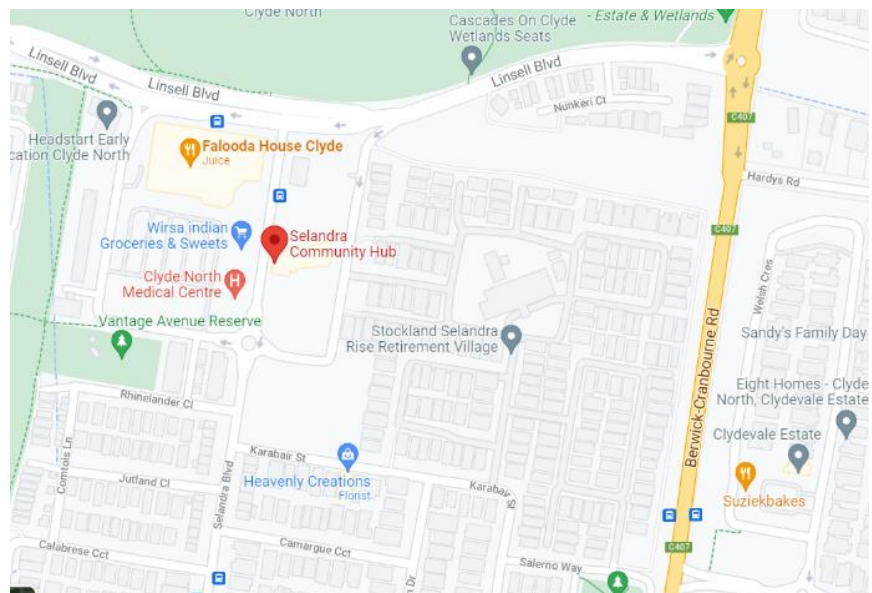 Clyde North
Cascades On Clyde
Wetlands Seats
- Estate & Wetlands
Linsell Blvd
Linsell Blvd
Linsell Blvd
Nunkeri Ct
C407
Headstart Early
cation Clyde North
Falooda House Clyde
Juice
Hardys Rd
Wirsa indian
Groceries & Sweets
Selandra
Community Hub
C407
Clyde North
Medical Centre
H
Welsh Cres
Vantage Avenue Reserve
Stockland Selandra
Rise Retirement Village
Sandy's Family Day
Berwick-Cranbourne Rd
Eight Homes - Clyde
North, Clydevale Estate
Rhinelander Cl
Clydevale Estate
Comtois Ln
Karabair St
Selandra Blvd
Heavenly Creations
Florist
Jutland Cl
Karabair St
Suziekbakes
Calabrese Cct
Camargue Cct
C407
Salerno Way
n Dr